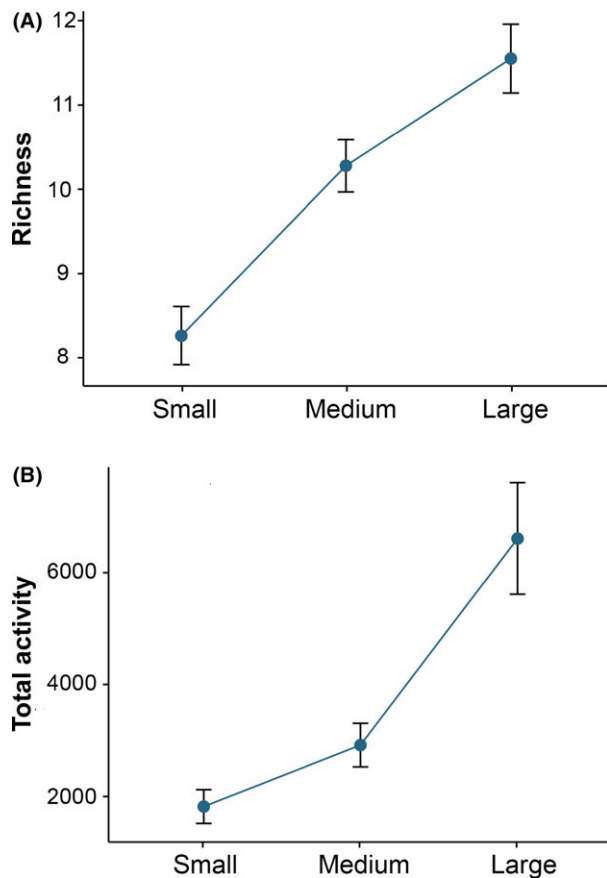 (A)
Richness
12
11
10
9
8
Small Medium Large
(B)
Total activity
6000
4000
2000
Small Medium Large